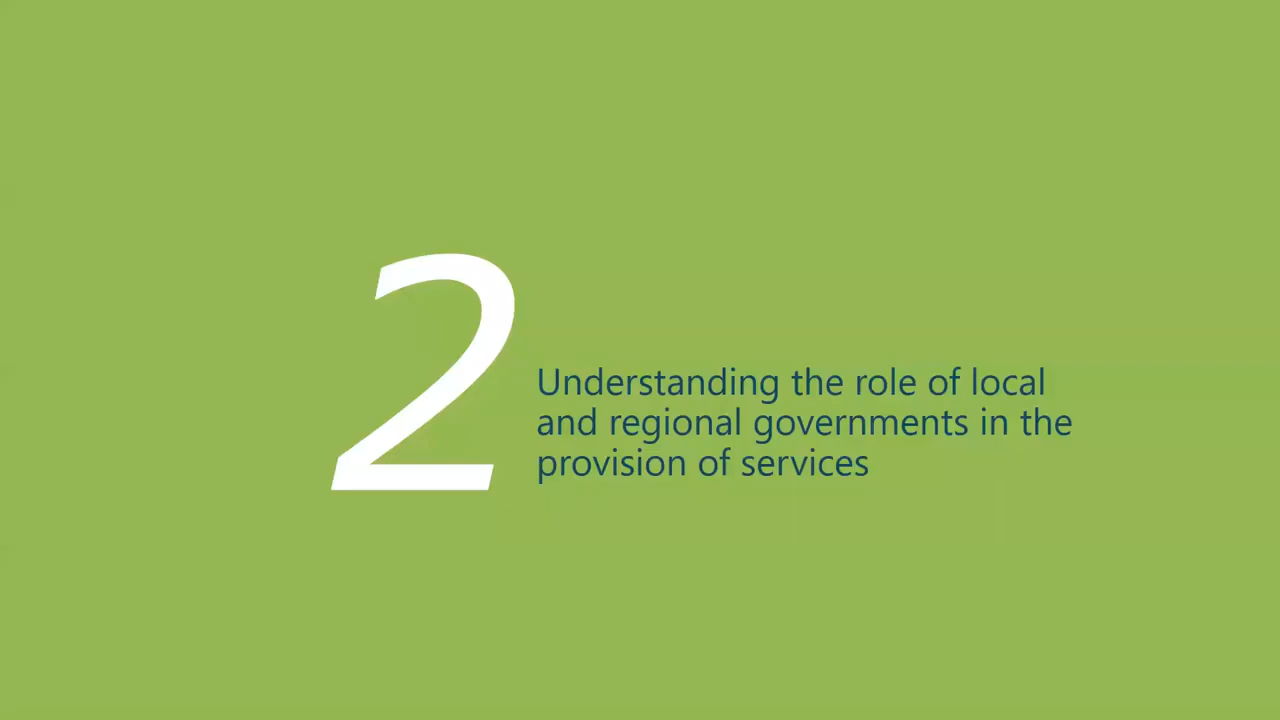 2
Understanding the role of local
and regional governments in the
provision of services